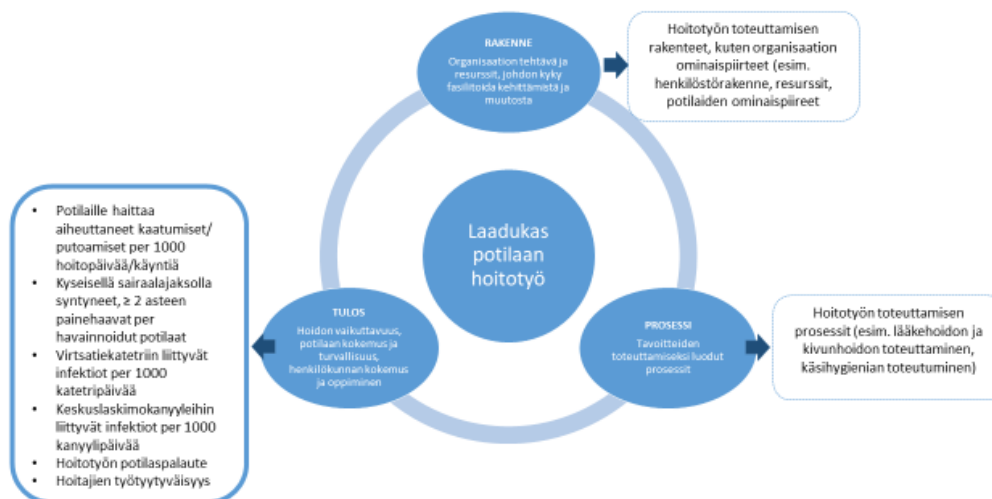 RAKENNE
Organisaation tehtävä ja
resurssit, johdon kyky
fasilitoida kehittämistä ja
muutosta
Hoitotyön toteuttamisen
rakenteet, kuten organisaation
ominaispiirteet (esim.
henkilöstörakenne, resurssit,
potilaiden ominaispiireet
Laadukas
potilaan
hoitotyö
PROSESSI
Tavoitteiden
toteuttamiseksi luodut
prosessit
Hoitotyön toteuttamisen
prosessit (esim. lääkehoidon ja
kivunhoidon toteuttaminen,
käsihygienian toteutuminen)
TULOS
Hoidon vaikuttavuus,
potilaan kokemus ja
turvallisuus,
henkilökunnan kokemus
ja oppiminen
• Potilaille haittaa
aiheuttaneet kaatumiset/
putoamiset per 1000
hoitopäivää/käyntiä
• Kyseisellä sairaalajaksolla
syntyneet, ≥ 2 asteen
painehaavat per
havainnoidut potilaat
• Virtsatiekatetriin liittyvät
infektiot per 1000
katetripäivää
• Keskuslaskimokanyyleihin
liittyvät infektiot per 1000
kanyylipäivää
• Hoitotyön potilaspalaute
• Hoitajien työtyytyväisyys